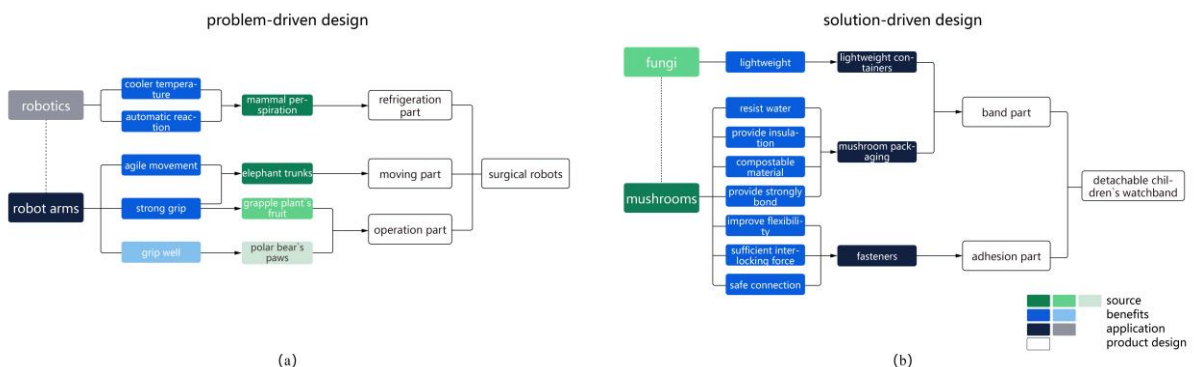 problem-driven design
robotics
cooler tempera-
ture
automatic reac-
tion
mammal per-
spiration
refrigeration
part
robot arms
agile movement
strong grip
grip well
elephant trunks
grapple plant`s
fruit
polar bear`s
paws
moving part
operation part
surgical robots
(a)
solution-driven design
fungi
lightweight
lightweight con-
tainers
mushrooms
resist water
provide insula-
tion
compostable
material
provide strongly
bond
improve flexibili-
ty
sufficient inter-
locking force
safe connection
mushroom pack-
aging
fasteners
band part
adhesion part
detachable chil-
dren`s watchband
source
benefits
application
product design
(b)